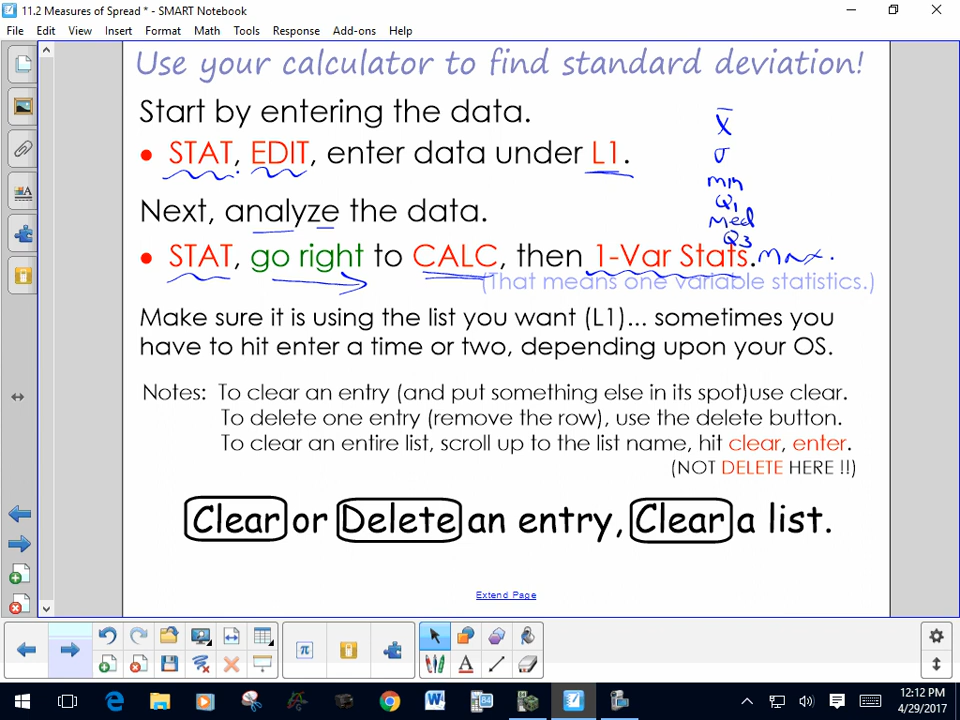 11.2 Measures of Spread * - SMART Notebook
File Edit View Insert Format Math Tools Response Add-ons Help
Use your calculator to find standard deviation!
Start by entering the data.
• STAT, EDIT, enter data under L1.
x̄
σ
min
Q1
Med
Q3
max
Next, analyze the data.
• STAT, go right to CALC, then 1-Var Stats.
(That means one variable statistics.)
Make sure it is using the list you want (L1)... sometimes you
have to hit enter a time or two, depending upon your OS.
Notes: To clear an entry (and put something else in its spot)use clear.
To delete one entry (remove the row), use the delete button.
To clear an entire list, scroll up to the list name, hit clear, enter.
(NOT DELETE HERE !!)
Clear or Delete an entry, Clear a list.
Extend Page
π
A
12:12 PM
4/29/2017